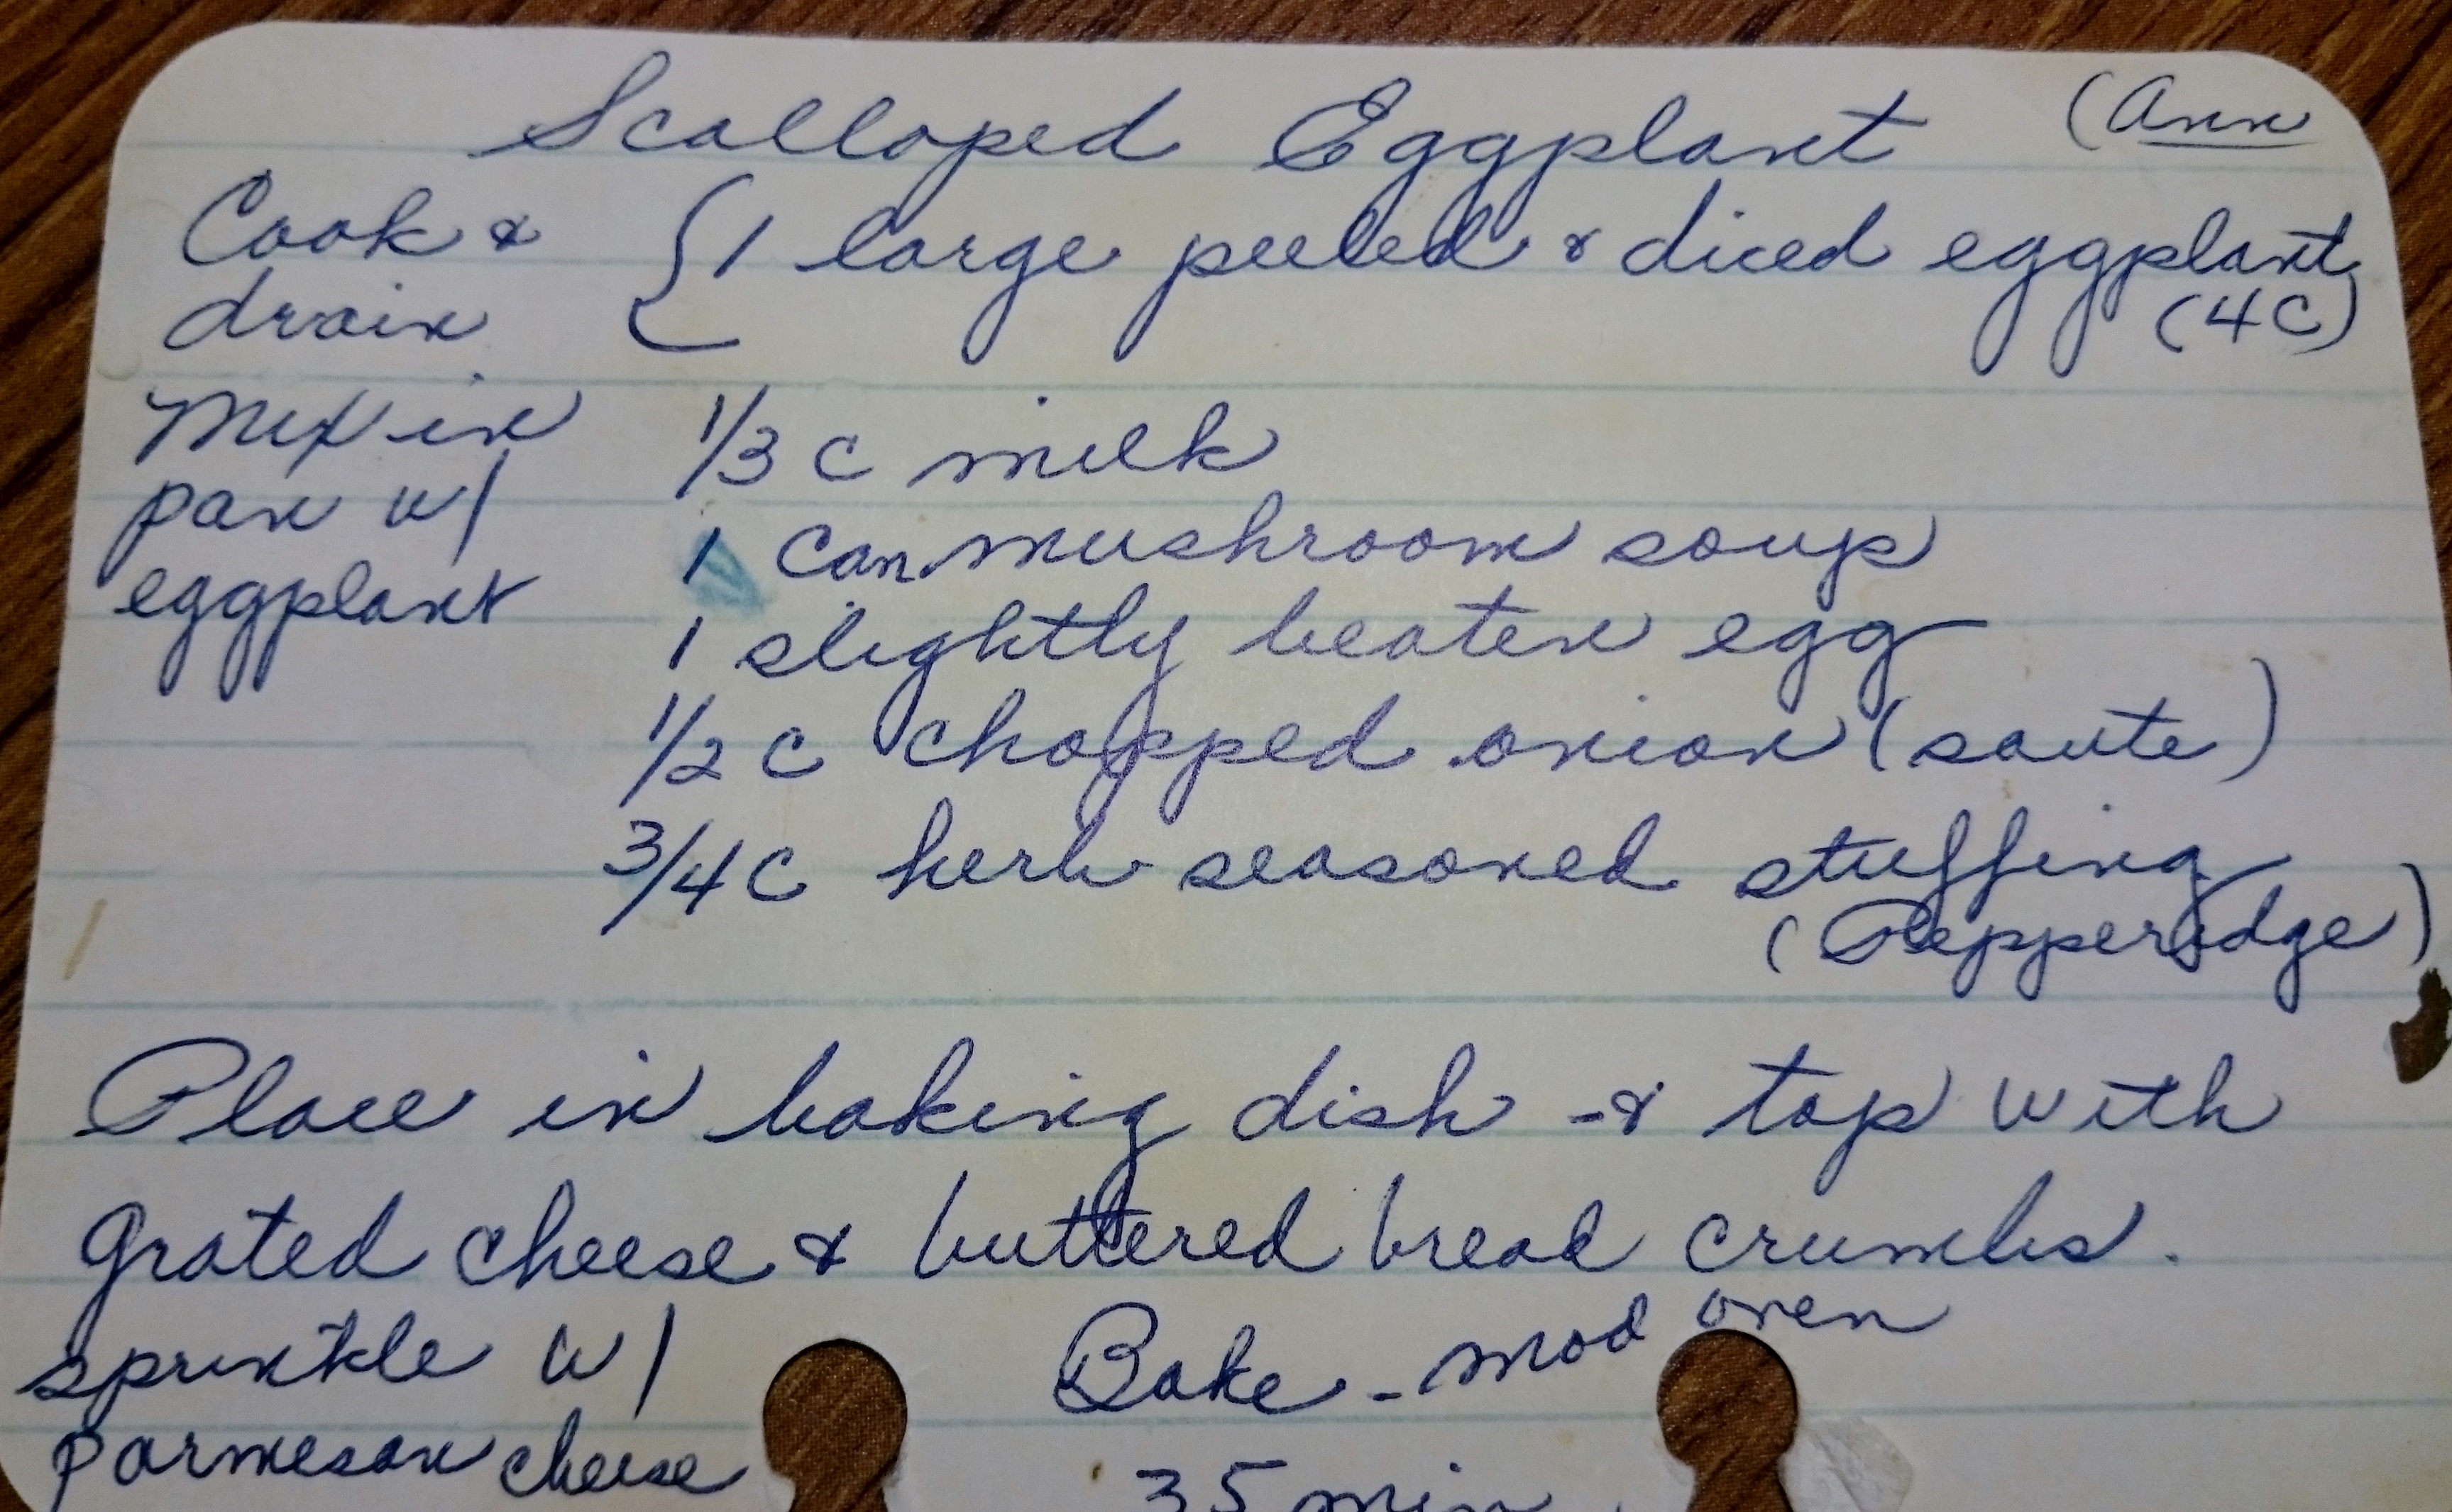 Scalloped Eggplant (Ann
Cook & { 1 large peeled & diced eggplant
drain (4C)
Mix in 1/3 C milk
pan w/ 1 can mushroom soup
eggplant 1 slightly beaten egg
1/2 C chopped onion (saute)
3/4 C herb seasoned stuffing
(Pepperidge)
Place in baking dish - & top with
grated cheese & buttered bread crumbs.
sprinkle w/ Bake - mod oven
parmesan cheese 35 min.